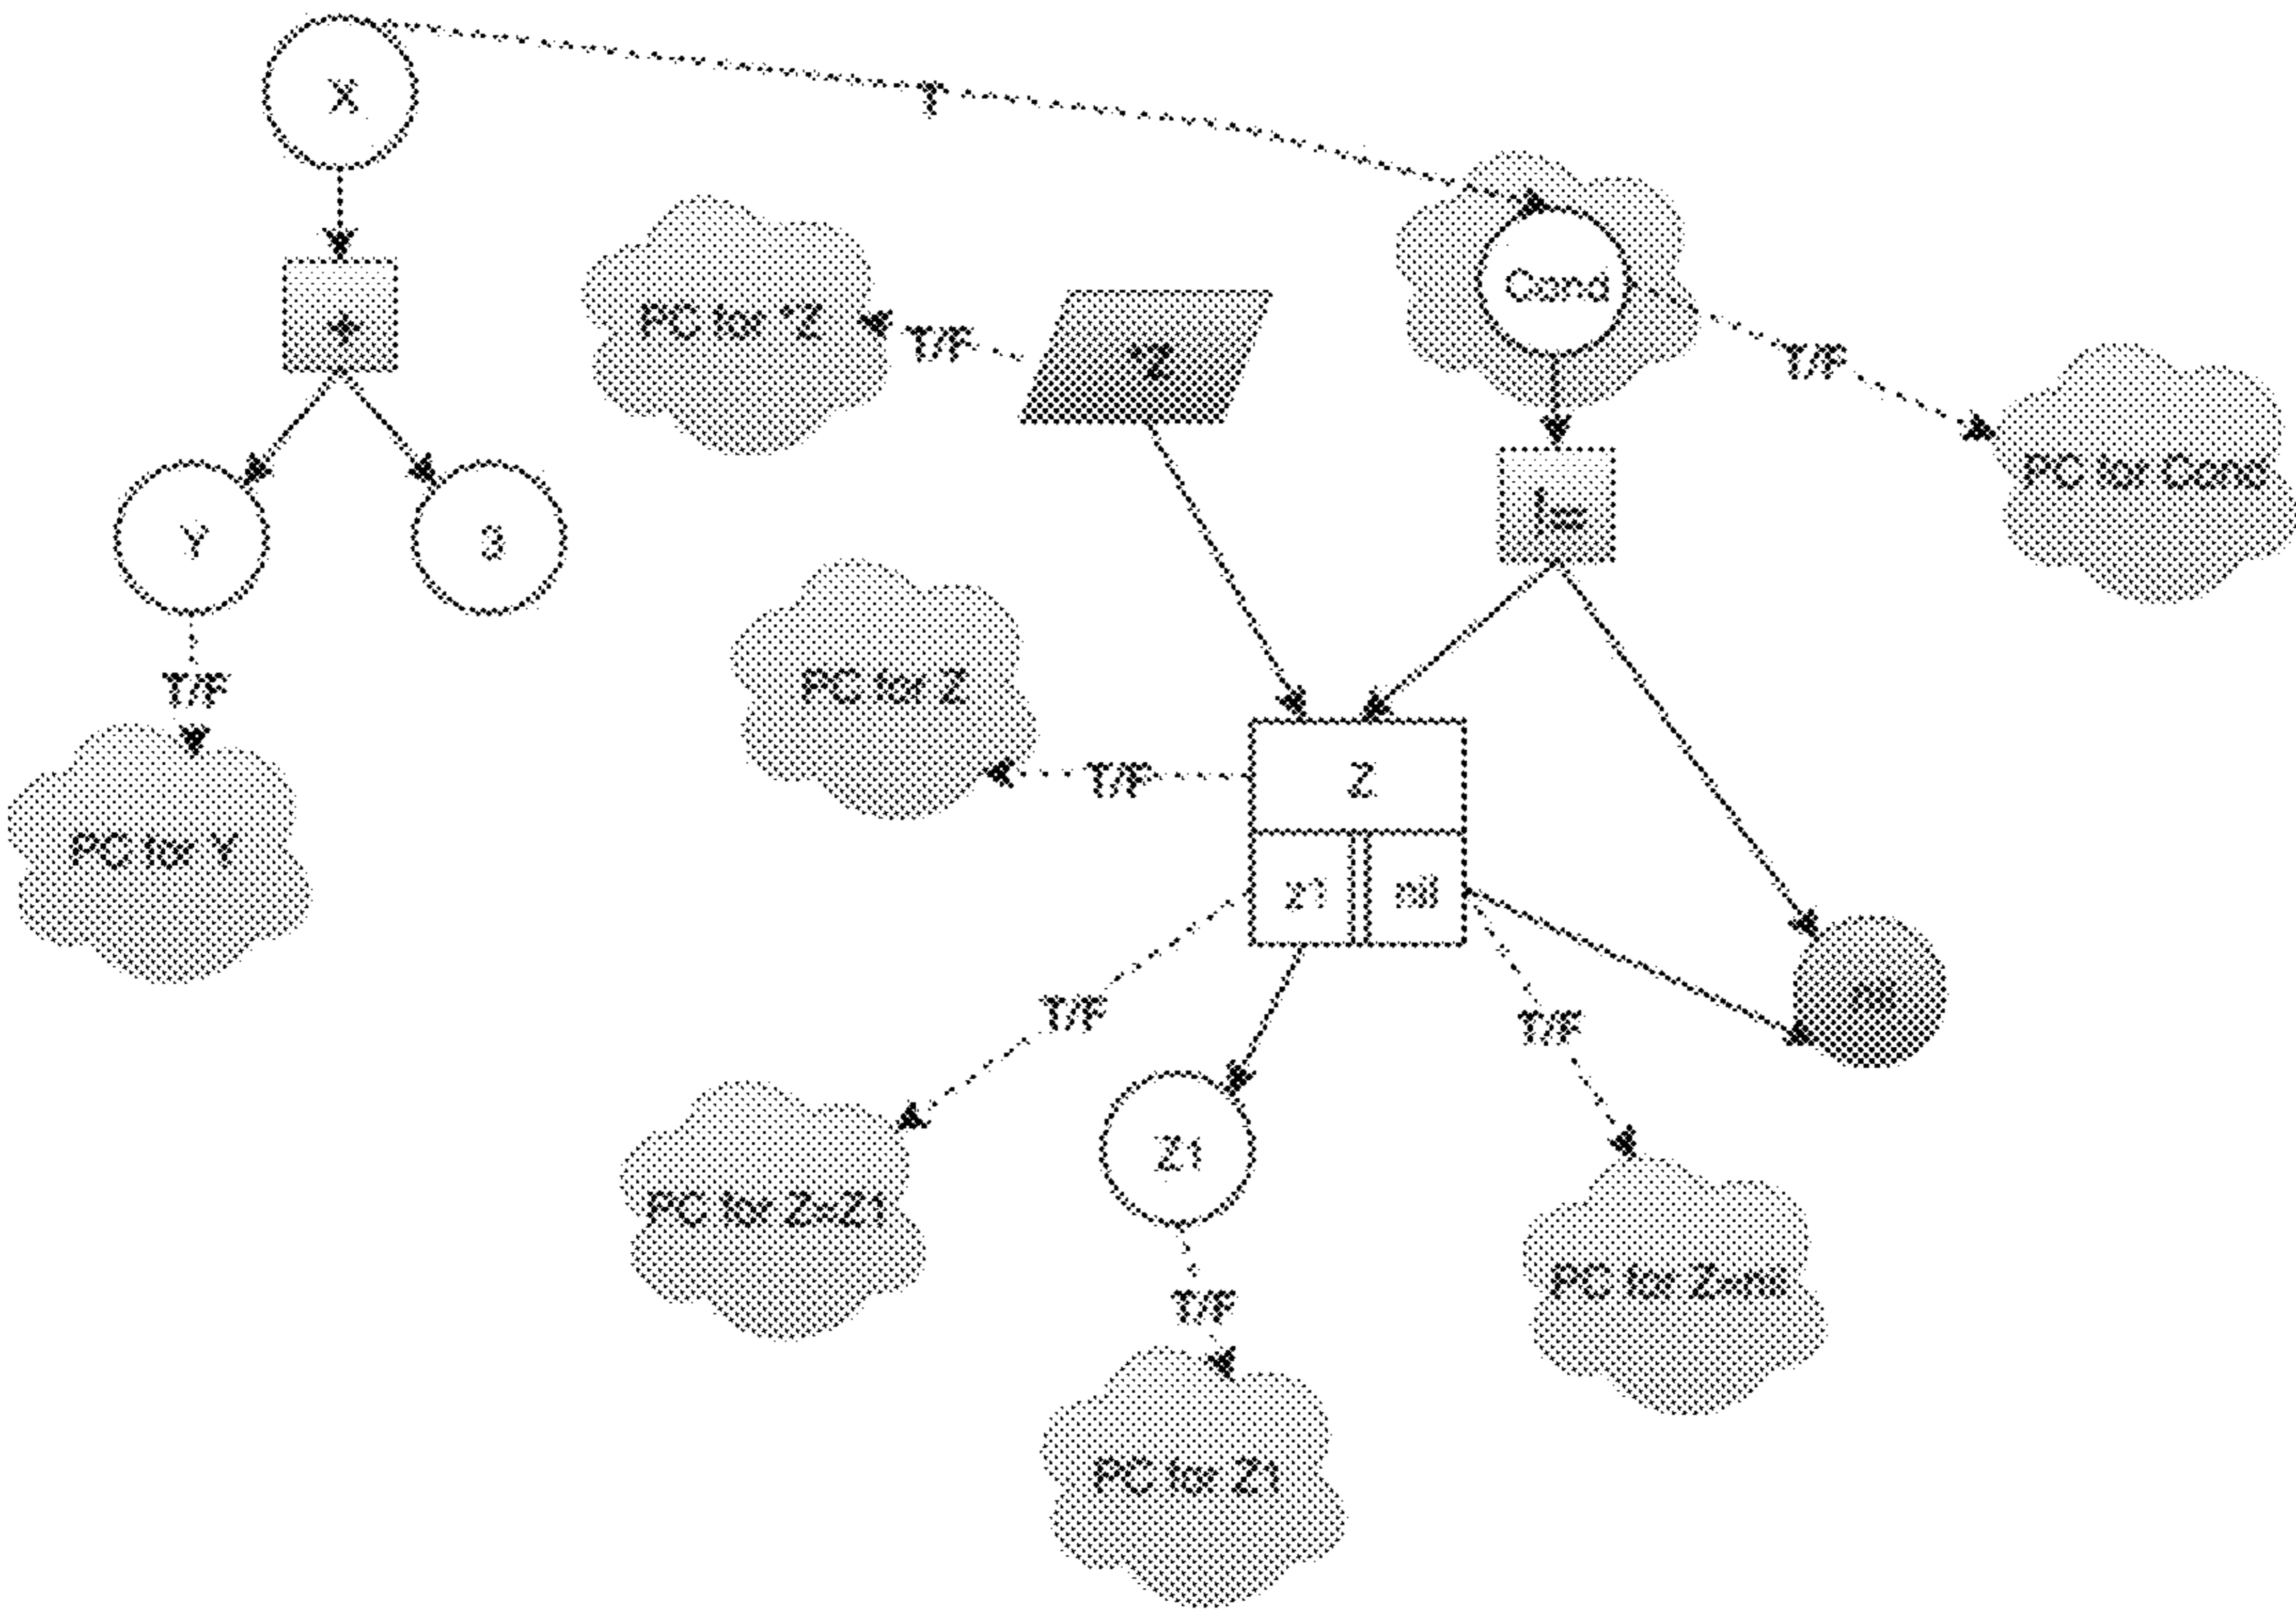 X
T
Cond
PC for *Z
T/F
*Z
T/F
+
PC for Cond
!=
Y
3
T/F
PC for Z
T/F
Z
PC for Y
z1
nil
nil
T/F
T/F
Z1
PC for Z=Z1
T/F
PC for Z=nil
PC for Z1